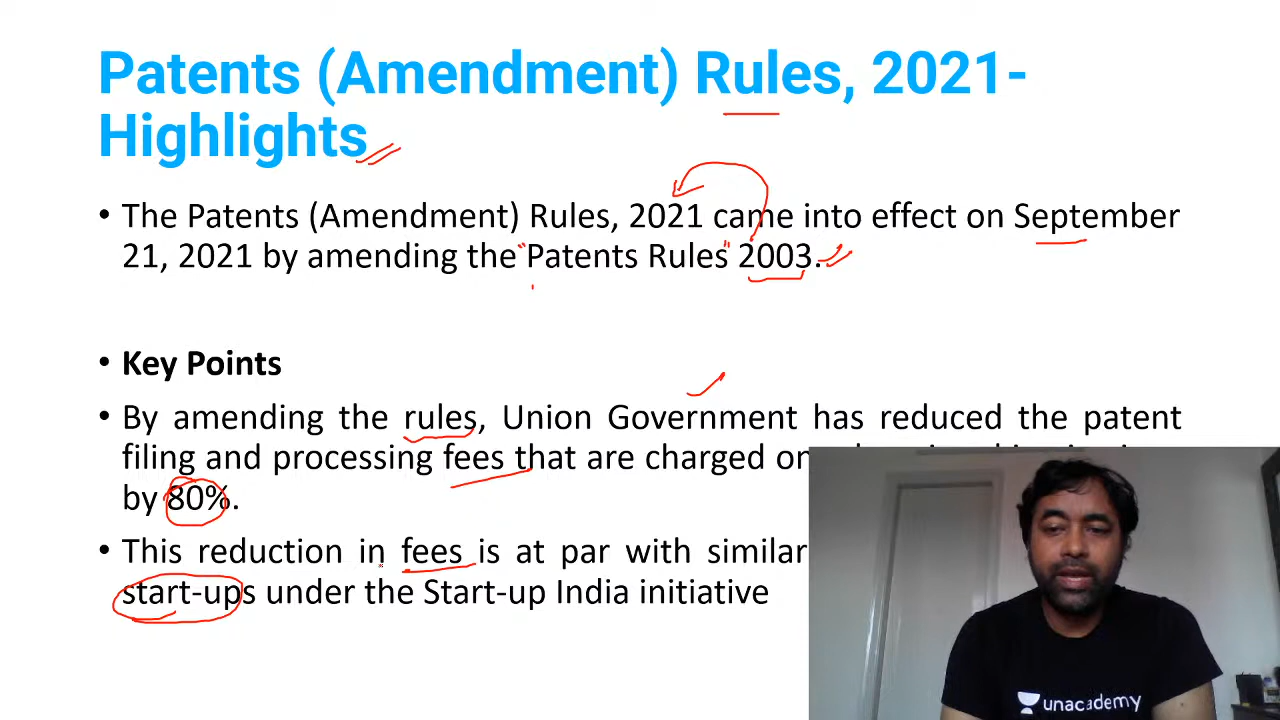 Patents (Amendment) Rules, 2021-
Highlights
• The Patents (Amendment) Rules, 2021 came into effect on September
21, 2021 by amending the "Patents Rules" 2003.
• Key Points
• By amending the rules, Union Government has reduced the patent
filing and processing fees that are charged on
by 80%.
• This reduction in fees is at par with similar
start-ups under the Start-up India initiative
unacademy